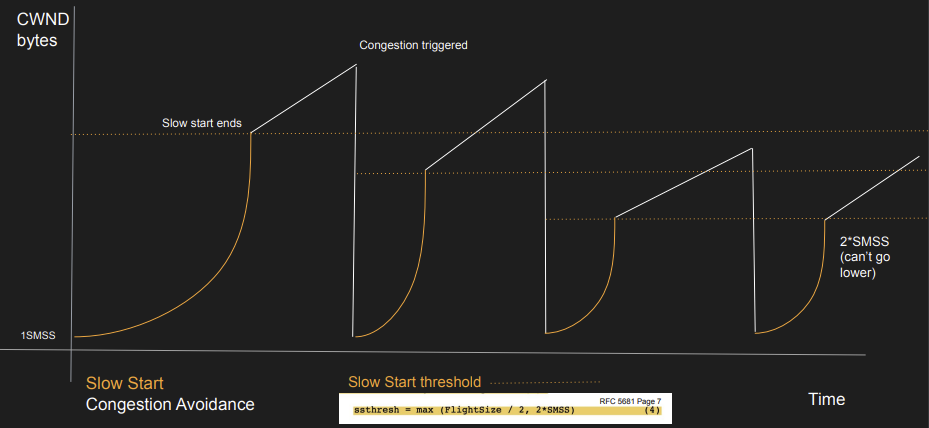 CWND
bytes
Congestion triggered
Slow start ends
2*SMSS
(can't go
lower)
1SMSS
Slow Start
Congestion Avoidance
Slow Start threshold
Time
RFC 5681 Page 7
ssthresh = max (FlightSize / 2, 2*SMSS) (4)